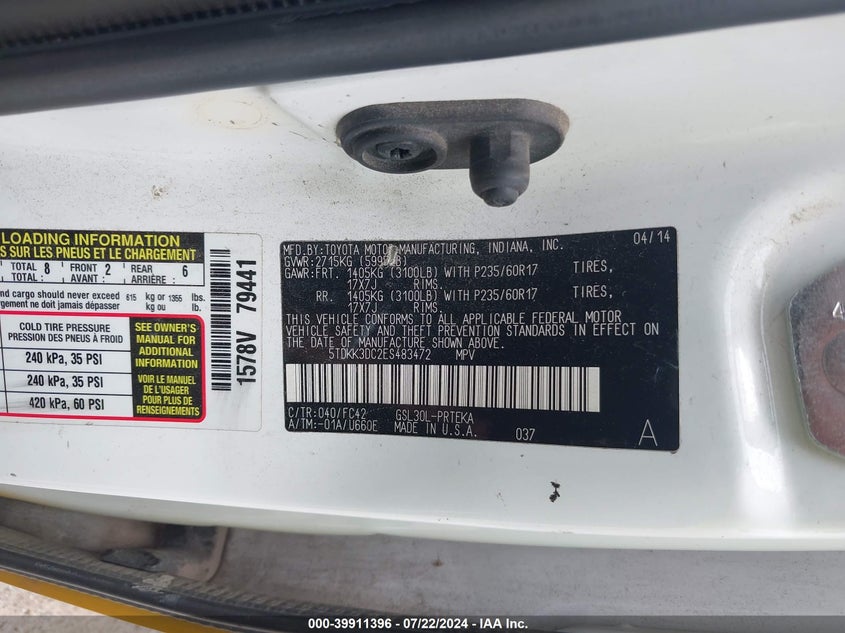 LOADING INFORMATION
S SUR LES PNEUS ET LE CHARGEMENT
TOTAL 8 FRONT 2 REAR 6
AVANT : ARRIÈRE :
nd cargo should never exceed 615 kg or 1355 lbs.
rgement ne doit jamais dépasser kg ou lb.
COLD TIRE PRESSURE
PRESSION DES PNEUS À FROID
240 kPa, 35 PSI
240 kPa, 35 PSI
420 kPa, 60 PSI
SEE OWNER'S
MANUAL FOR
ADDITIONAL
INFORMATION
VOIR LE MANUEL
DE L'USAGER
POUR PLUS DE
RENSEIGNEMENTS
1578V 79441
MFD.BY:TOYOTA MOTOR MANUFACTURING, INDIANA, INC. 04/14
GVWR:2715KG
GAWR:FRT. 1405KG (3100LB) WITH P235/60R17 TIRES,
17X7J RIMS.
RR. 1405KG (3100LB) WITH P235/60R17 TIRES,
17X7J RIMS.
THIS VEHICLE CONFORMS TO ALL APPLICABLE FEDERAL MOTOR
VEHICLE SAFETY AND THEFT PREVENTION STANDARDS IN EFFECT ON
THE DATE OF MANUFACTURE SHOWN ABOVE.
5TDKK3DC2ES483472 MPV
C/TR:040/FC42 GSL30L-PRTEKA
A/TM:-01A/U660E MADE IN U.S.A. 037 A
4
000-39911396 - 07/22/2024 - IAA Inc.